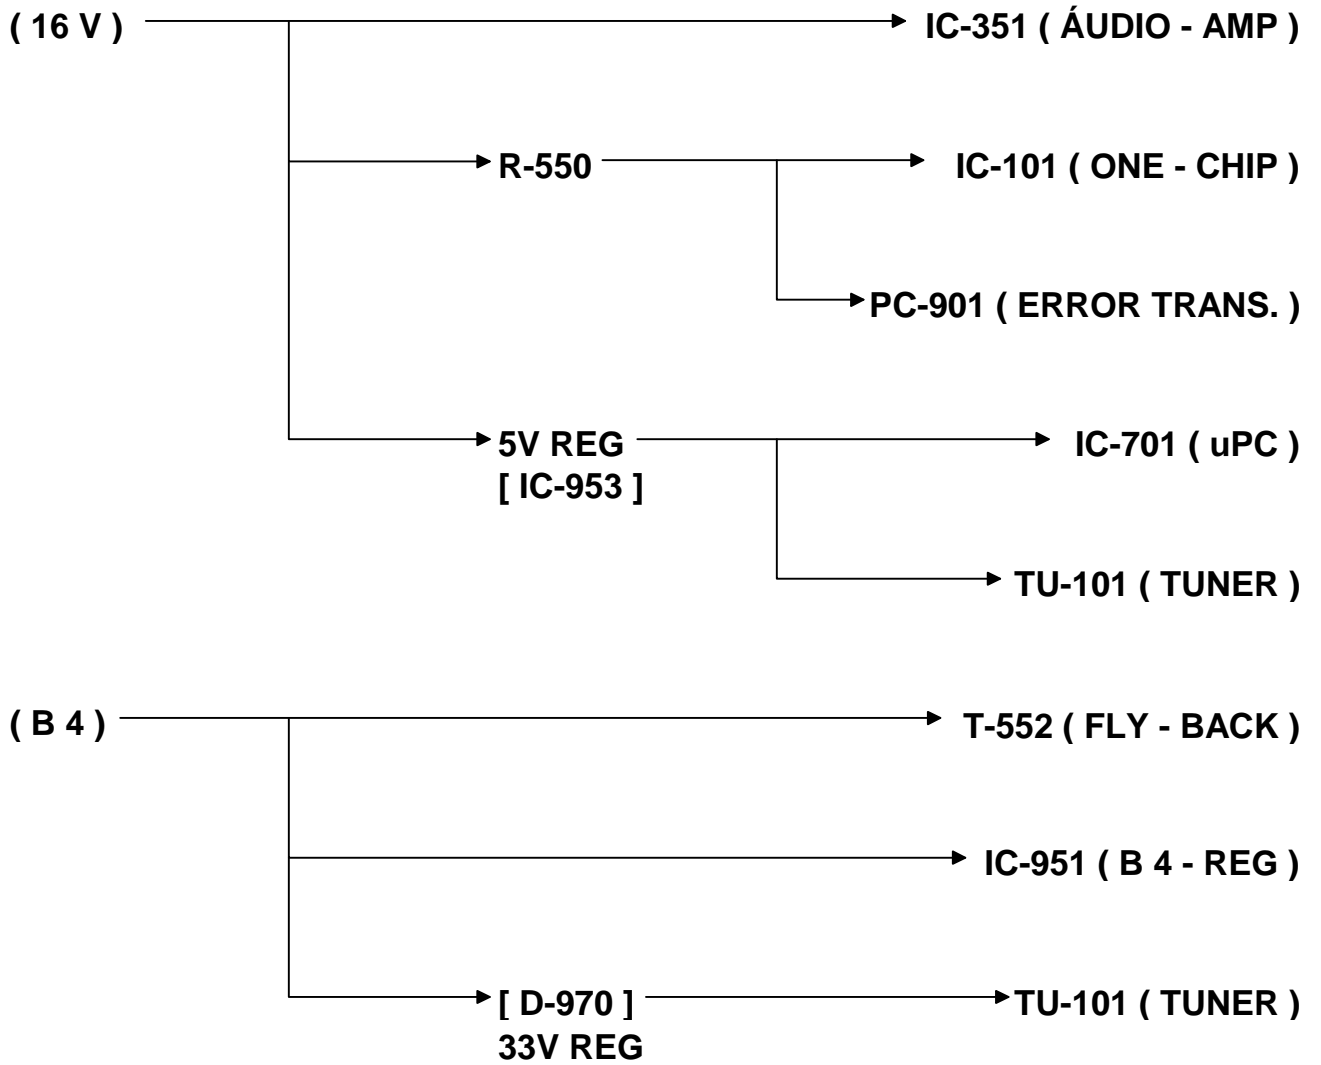 ( 16 V ) IC-351 ( ÁUDIO - AMP )
R-550 IC-101 ( ONE - CHIP )
PC-901 ( ERROR TRANS. )
5V REG IC-701 ( uPC )
[ IC-953 ]
TU-101 ( TUNER )
( B 4 ) T-552 ( FLY - BACK )
IC-951 ( B 4 - REG )
[ D-970 ] TU-101 ( TUNER )
33V REG